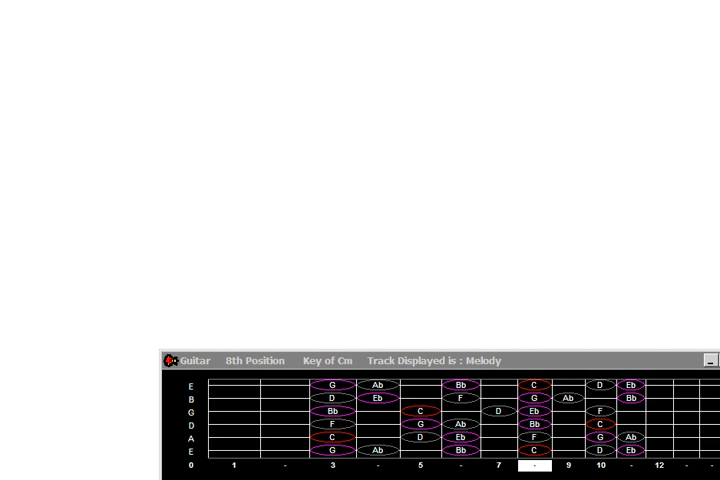 Guitar 8th Position Key of Cm Track Displayed is : Melody
E G Ab Bb C D Eb
B D Eb F G Ab Bb
G Bb C D Eb F
D F G Ab Bb C
A C D Eb F G Ab
E G Ab Bb C D Eb
0 1 - 3 - 5 - 7 - 9 10 - 12 - -